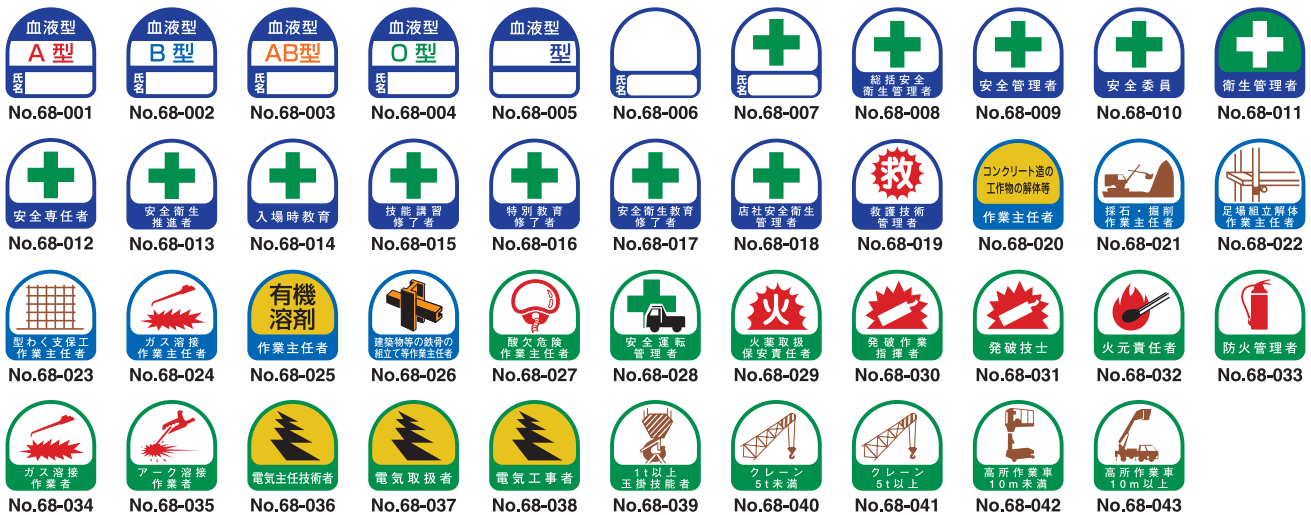 血液型
A型
氏名
No.68-001
血液型
B型
氏名
No.68-002
血液型
AB型
氏名
No.68-003
血液型
O型
氏名
No.68-004
血液型
型
氏名
No.68-005
氏名
No.68-006
氏名
No.68-007
総括安全
衛生管理者
No.68-008
安全管理者
No.68-009
安全委員
No.68-010
衛生管理者
No.68-011
安全専任者
No.68-012
安全衛生
推進者
No.68-013
入場時教育
No.68-014
技能講習
修了者
No.68-015
特別教育
修了者
No.68-016
安全衛生教育
修了者
No.68-017
店社安全衛生
管理者
No.68-018
救
救護技術
管理者
No.68-019
コンクリート造の
工作物の解体等
作業主任者
No.68-020
採石・掘削
作業主任者
No.68-021
足場組立解体
作業主任者
No.68-022
型わく支保工
作業主任者
No.68-023
ガス溶接
作業主任者
No.68-024
有機
溶剤
作業主任者
No.68-025
建築物等の鉄骨の
組立て等作業主任者
No.68-026
酸欠危険
作業主任者
No.68-027
安全運転
管理者
No.68-028
火
火薬取扱
保安責任者
No.68-029
発破作業
指揮者
No.68-030
発破技士
No.68-031
火元責任者
No.68-032
防火管理者
No.68-033
ガス溶接
作業者
No.68-034
アーク溶接
作業者
No.68-035
電気主任技術者
No.68-036
電気取扱者
No.68-037
電気工事者
No.68-038
1t以上
玉掛技能者
No.68-039
クレーン
5t未満
No.68-040
クレーン
5t以上
No.68-041
高所作業車
10m未満
No.68-042
高所作業車
10m以上
No.68-043